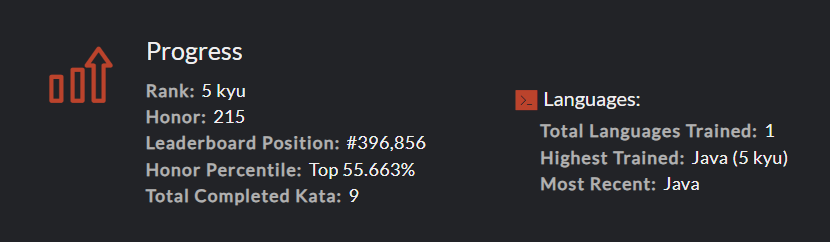 Progress
Rank: 5 kyu
Honor: 215
Leaderboard Position: #396,856
Honor Percentile: Top 55.663%
Total Completed Kata: 9
Languages:
Total Languages Trained: 1
Highest Trained: Java (5 kyu)
Most Recent: Java